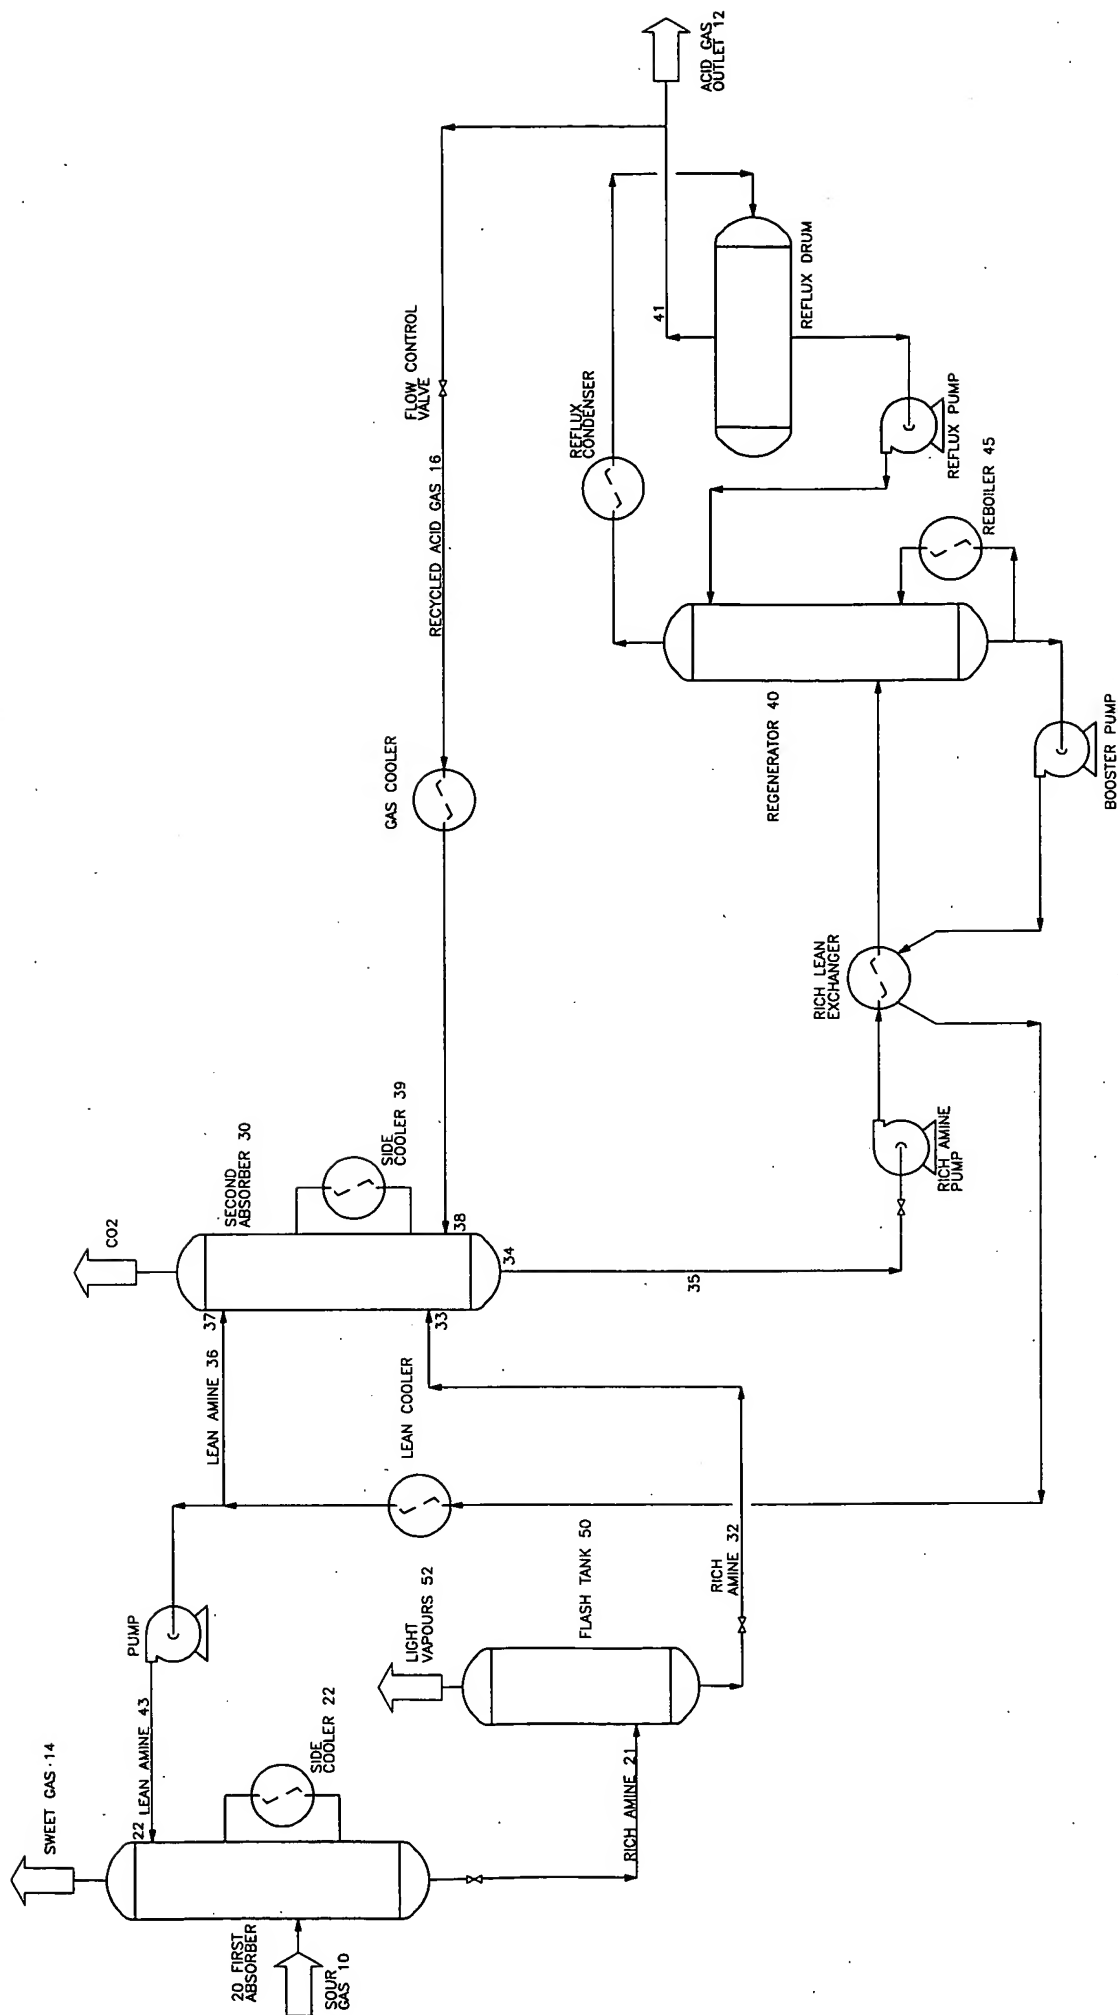 SWEET GAS 14
22
LEAN AMINE 43
PUMP
20 FIRST
ABSORBER
SOUR
GAS 10
SIDE
COOLER 22
RICH AMINE 21
LIGHT
VAPOURS 52
FLASH TANK 50
RICH
AMINE 32
LEAN AMINE 36
LEAN COOLER
CO2
37
33
SECOND
ABSORBER 30
SIDE
COOLER 39
38
34
35
RICH AMINE
PUMP
RICH LEAN
EXCHANGER
GAS COOLER
RECYCLED ACID GAS 16
FLOW CONTROL
VALVE
REGENERATOR 40
BOOSTER PUMP
REBOILER 45
REFLUX
CONDENSER
REFLUX PUMP
41
REFLUX DRUM
ACID GAS
OUTLET 12